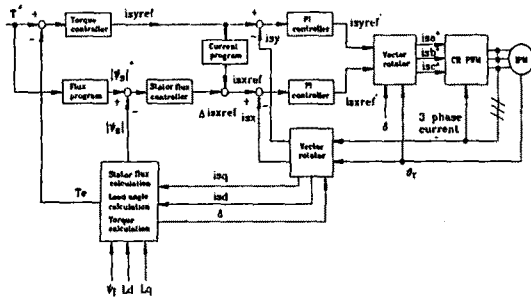 T*
+
-
Torque controller
isyref
+
-
isy
PI controller
isyref*
Current program
Flux program
|Ψs|*
+
-
|Ψs|
Stator flux controller
isxref
+
-
Δisxref
isx
PI controller
isxref*
Vector rotator
isa*
isb*
isc*
CR PWM
IPM
3 phase current
δ
θr
Vector rotator
Te
Stator flux calculation
Load angle calculation
Torque calculation
isq
isd
δ
Ψf
Ld
Lq